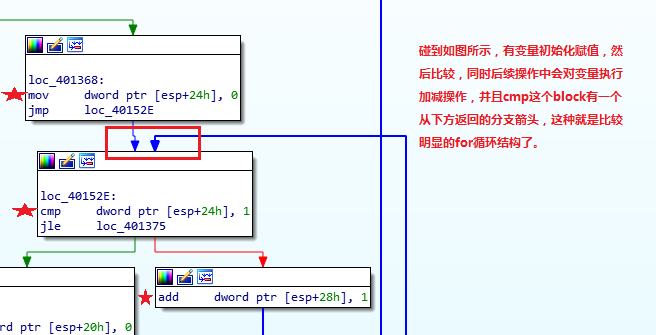 loc_401368:
mov dword ptr [esp+24h], 0
jmp loc_40152E
碰到如图所示，有变量初始化赋值，然
后比较，同时后续操作中会对变量执行
加减操作，并且cmp这个block有一个
从下方返回的分支箭头，这种就是比较
明显的for循环结构了。
loc_40152E:
cmp dword ptr [esp+24h], 1
jle loc_401375
rd ptr [esp+20h], 0
add dword ptr [esp+28h], 1